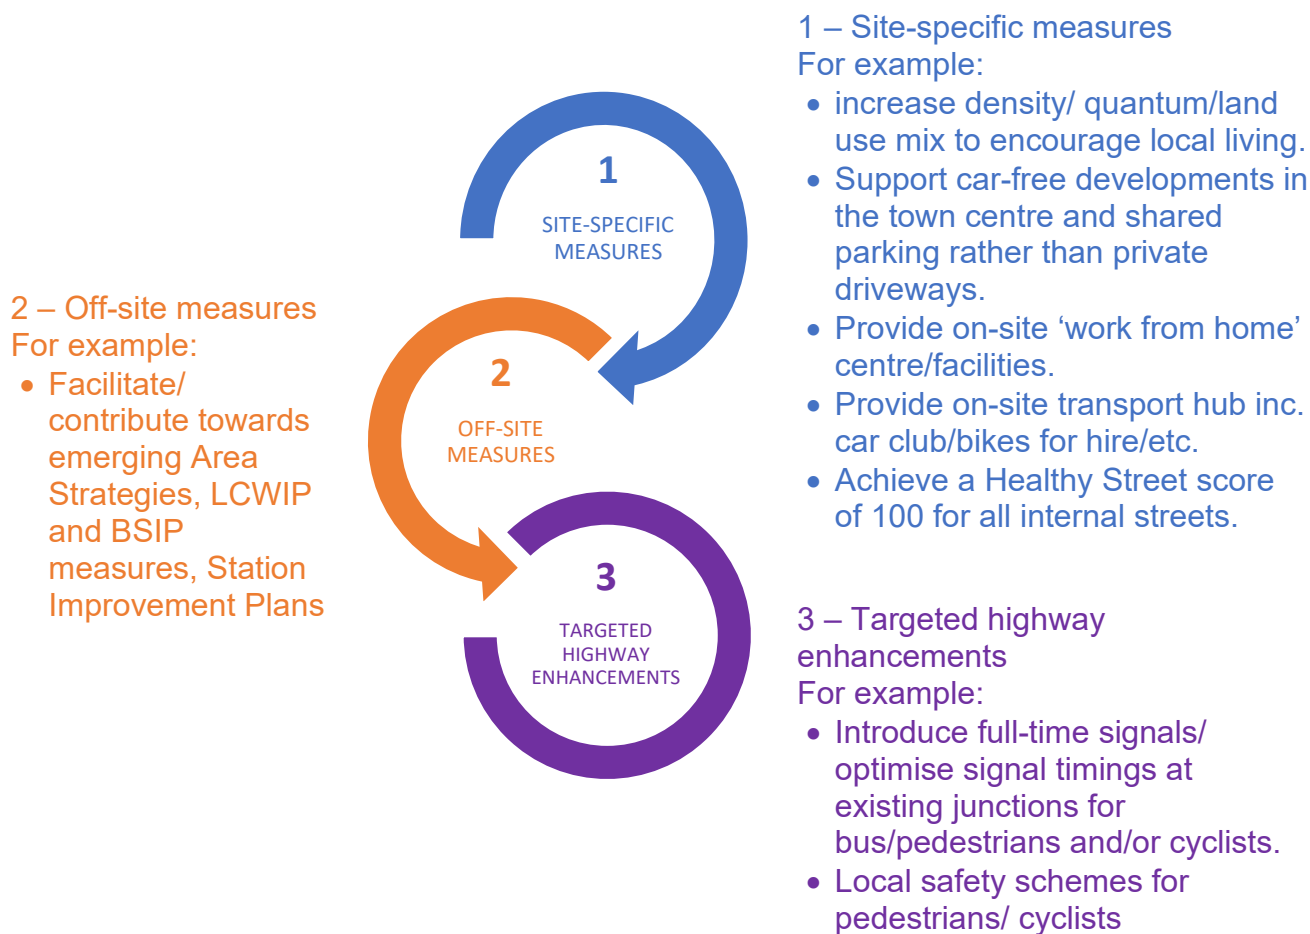 1 – Site-specific measures
For example:
• increase density/ quantum/land
use mix to encourage local living.
• Support car-free developments in
the town centre and shared
parking rather than private
driveways.
• Provide on-site ‘work from home’
centre/facilities.
• Provide on-site transport hub inc.
car club/bikes for hire/etc.
• Achieve a Healthy Street score
of 100 for all internal streets.
1
SITE-SPECIFIC
MEASURES
2 – Off-site measures
For example:
• Facilitate/
contribute towards
emerging Area
Strategies, LCWIP
and BSIP
measures, Station
Improvement Plans
2
OFF-SITE
MEASURES
3
TARGETED
HIGHWAY
ENHANCEMENTS
3 – Targeted highway
enhancements
For example:
• Introduce full-time signals/
optimise signal timings at
existing junctions for
bus/pedestrians and/or cyclists.
• Local safety schemes for
pedestrians/ cyclists